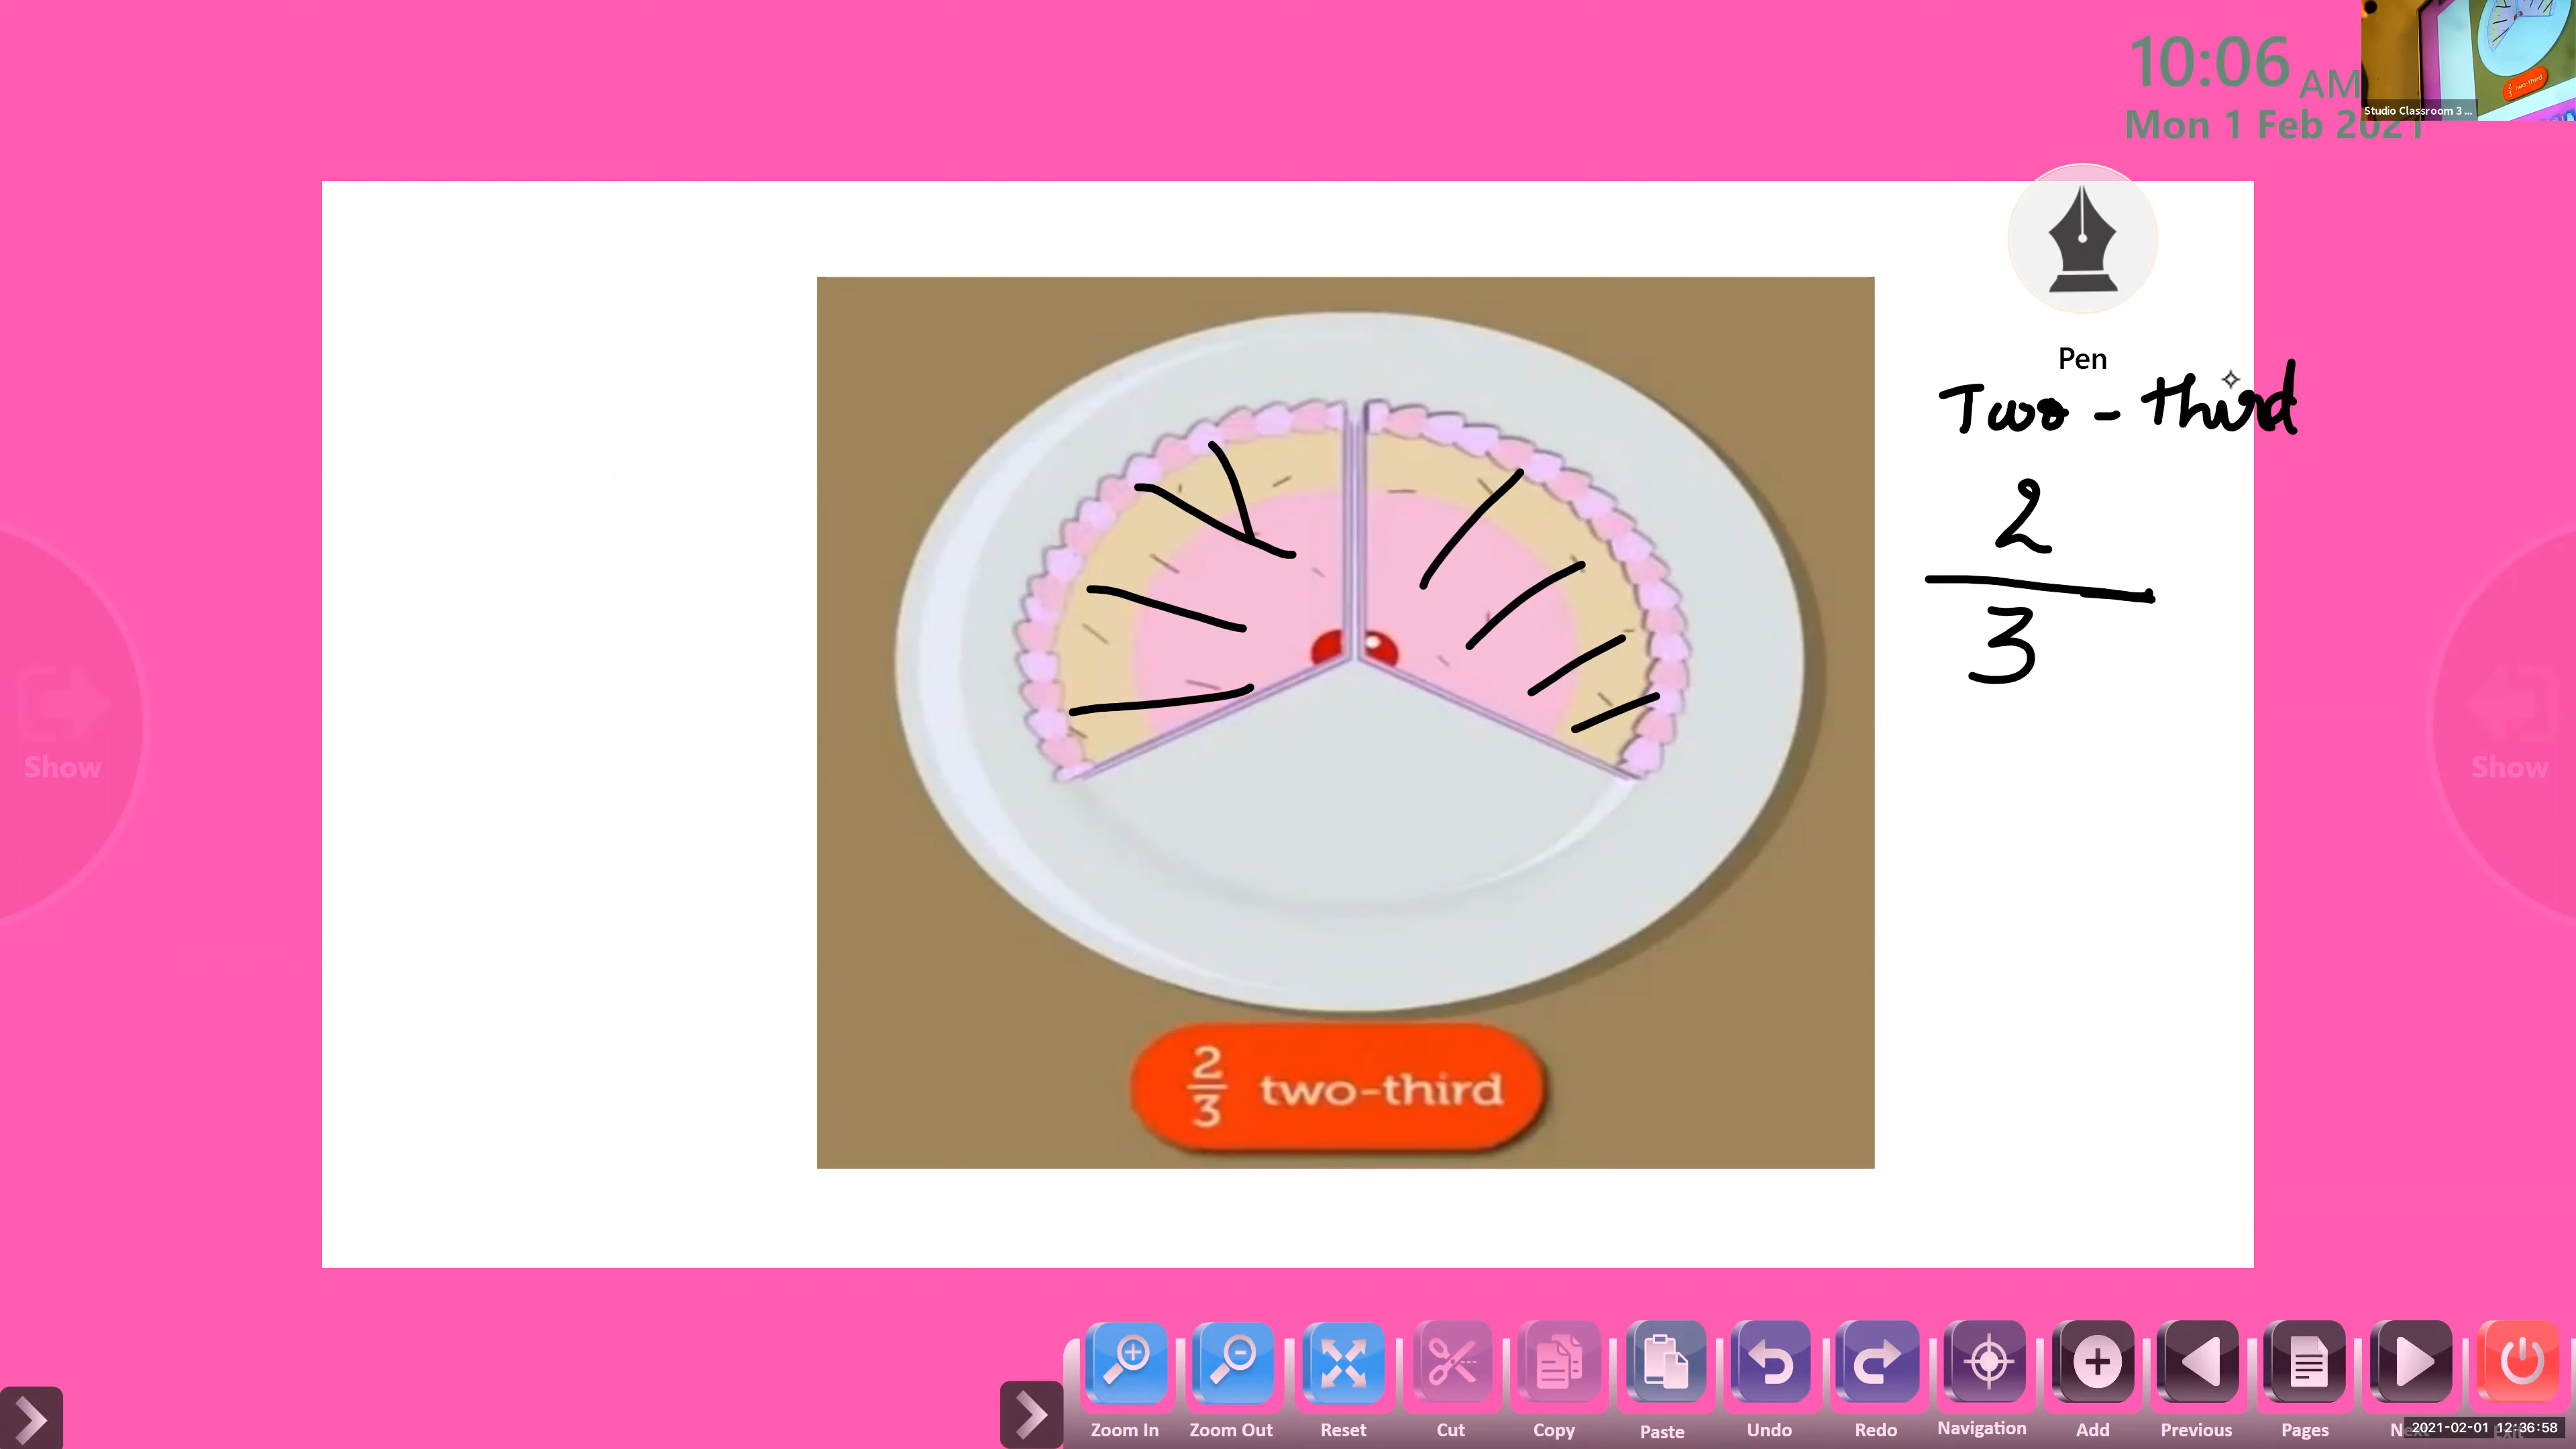 10:06 AM
Mon 1 Feb 2021
Studio Classroom 3 ...
two-third
Pen
Two - third
2
3
Show
Show
2
3
two-third
Zoom In
Zoom Out
Reset
Cut
Copy
Paste
Undo
Redo
Navigation
Add
Previous
Pages
2021-02-01 12:36:58